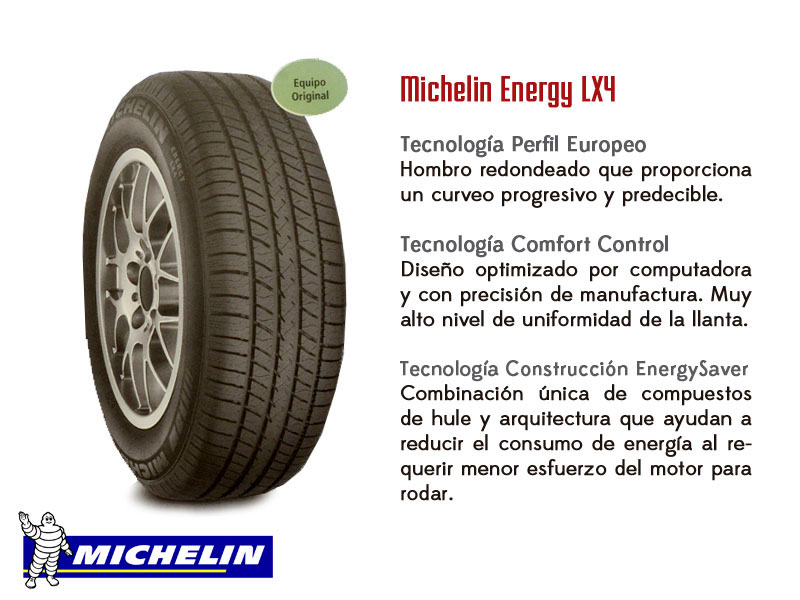 Equipo
Original
MICHELIN
Michelin Energy LX4
Tecnología Perfil Europeo
Hombro redondeado que proporciona
un curveo progresivo y predecible.
Tecnología Comfort Control
Diseño optimizado por computadora
y con precisión de manufactura. Muy
alto nivel de uniformidad de la llanta.
Tecnología Construcción EnergySaver
Combinación única de compuestos
de hule y arquitectura que ayudan a
reducir el consumo de energía al re-
querir menor esfuerzo del motor para
rodar.
MICHELIN
MICHELIN